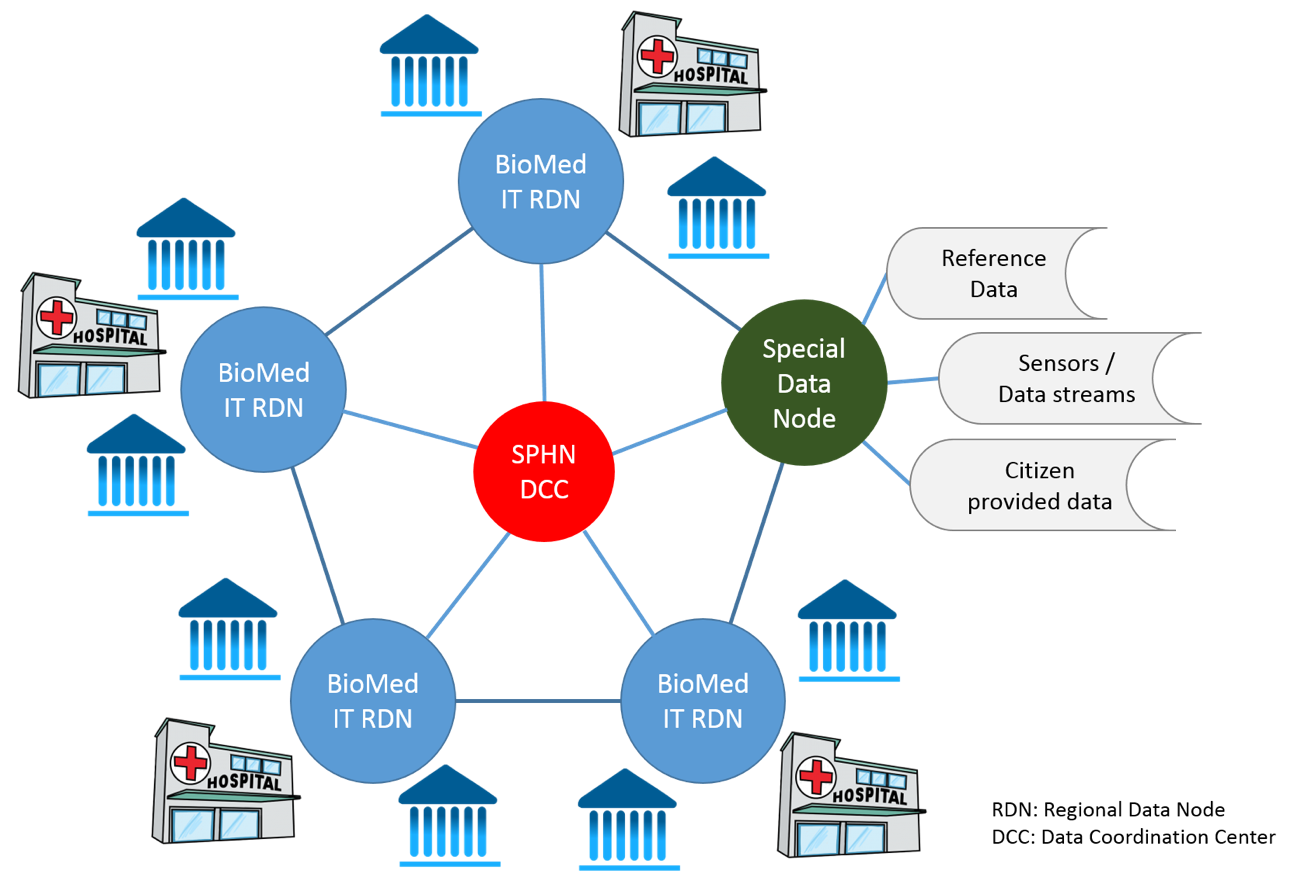 HOSPITAL
BioMed
IT RDN
Reference
Data
HOSPITAL
BioMed
IT RDN
Special
Data
Node
Sensors /
Data streams
SPHN
DCC
Citizen
provided data
BioMed
IT RDN
BioMed
IT RDN
HOSPITAL
HOSPITAL
RDN: Regional Data Node
DCC: Data Coordination Center